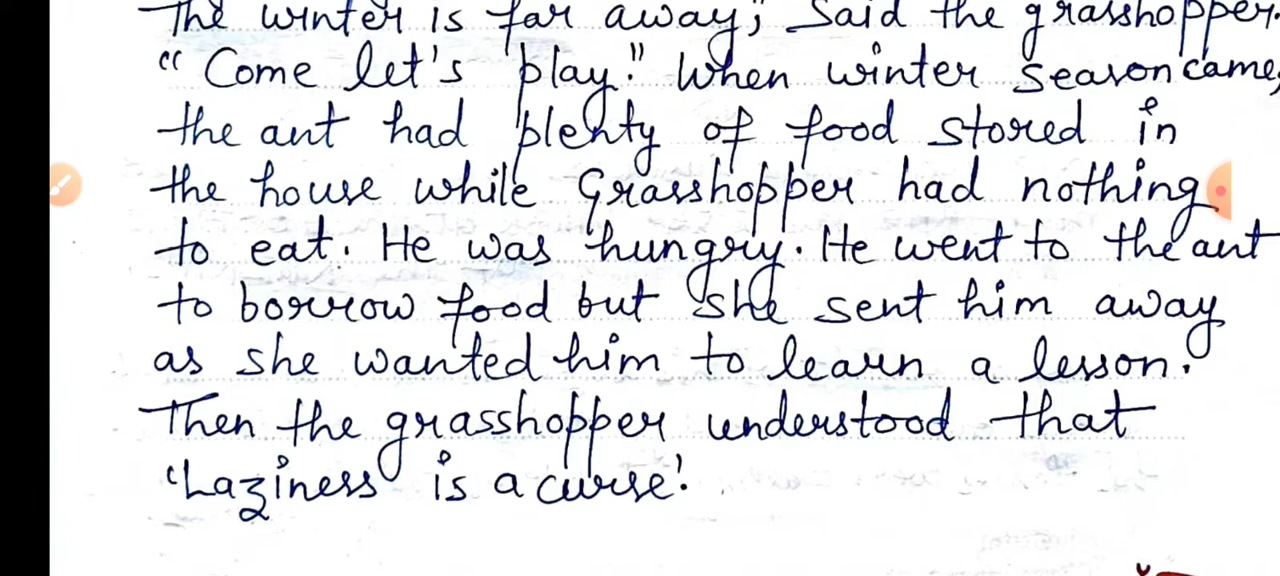 The winter is far away," Said the grasshopper.
"Come let's play." When winter season came,
the ant had plenty of food stored in
the house while Grasshopper had nothing
to eat. He was hungry. He went to the ant
to borrow food but she sent him away
as she wanted him to learn a lesson.
Then the grasshopper understood that
'Laziness is a curse!